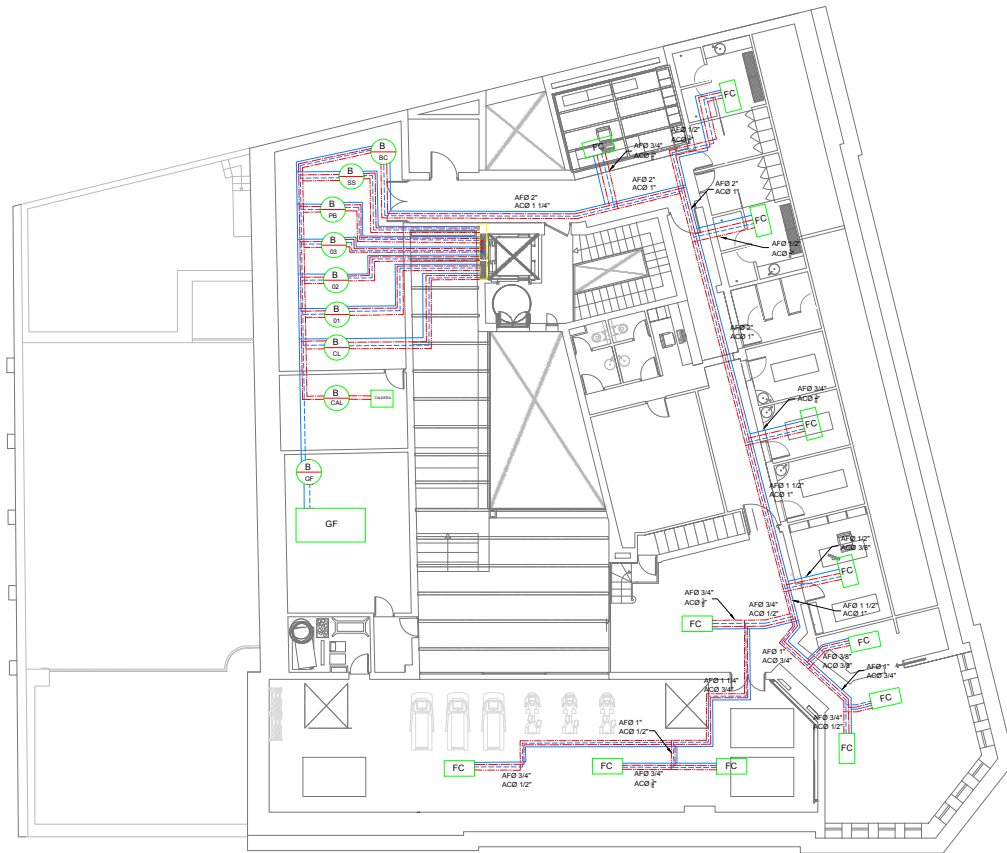 FC
AFØ 1/2"
AFØ 3/4"
FC
B
BC
B
SS
AFØ 2"
ACØ 1"
AFØ 2"
ACØ 1"
AFØ 2"
ACØ 1 1/4"
B
PB
FC
B
03
AFØ 1/2"
B
02
B
01
AFØ 2"
ACØ 1"
B
CL
AFØ 3/4"
B
CAL
CALDERA
FC
B
GF
AFØ 1 1/2"
ACØ 1"
GF
AFØ 1/2"
ACØ 3/8"
FC
AFØ 3/4"
AFØ 3/4"
ACØ 1/2"
AFØ 1 1/2"
ACØ 1"
FC
FC
AFØ 1"
ACØ 3/4"
AFØ 3/8"
ACØ 3/8"
AFØ 1"
ACØ 3/4"
AFØ 1 1/4"
ACØ 3/4"
FC
AFØ 3/4"
ACØ 1/2"
AFØ 1"
ACØ 1/2"
FC
FC
FC
FC
AFØ 3/4"
ACØ 1/2"
AFØ 3/4"